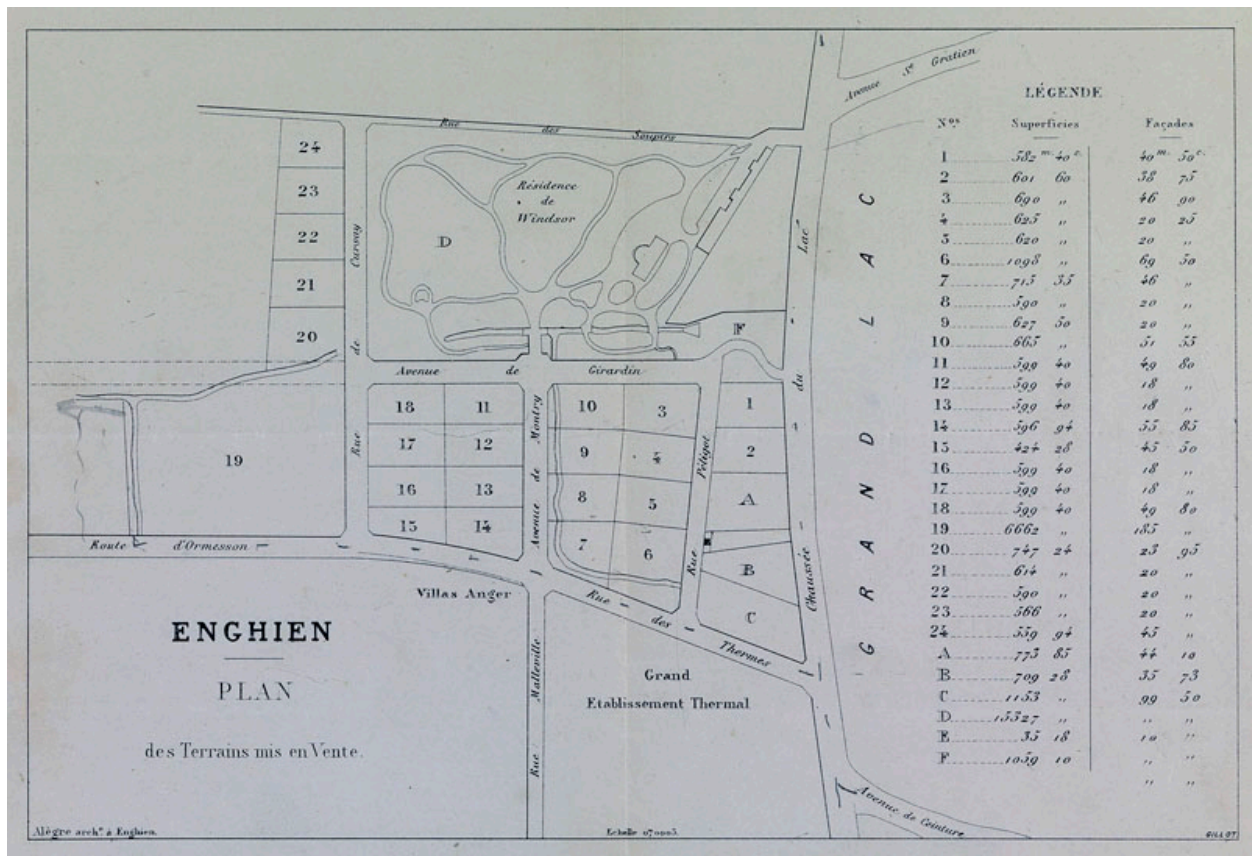 Avenue St Gratien
LÉGENDE
Nos Superficies Façades
1 582 m. 40 c. 40 m. 50 c.
2 601 60 38 75
3 690 „ 46 90
4 625 „ 20 25
5 620 „ 20 „
6 1098 „ 69 50
7 715 35 46 „
8 590 „ 20 „
9 627 50 20 „
10 665 „ 51 55
11 599 40 49 80
12 599 40 18 „
13 599 40 18 „
14 596 94 55 85
15 424 28 45 50
16 599 40 18 „
17 599 40 18 „
18 599 40 49 80
19 6662 „ 185 „
20 747 24 23 95
21 614 „ 20 „
22 590 „ 20 „
23 566 „ 20 „
24 559 94 45 „
A 773 85 44 10
B 709 28 35 73
C 1153 „ 99 50
D 15527 „ „ „
E 35 18 10 „
F 1059 10 „ „
„ „
Rue des Soupirs
24
23
22
21
20
Rue de Curzay
Résidence
de
Windsor
D
F
Avenue de Girardin
19
18 11
17 12
16 13
15 14
Avenue de Montry
10 3
9 4
8 5
7 6
Rue Péligot
1
2
A
B
C
Chaussée du Lac
GRAND LAC
Route d'Ormesson
Villas Anger
Rue des Thermes
Rue Malleville
Grand
Etablissement Thermal
Avenue de Ceinture
ENGHIEN
PLAN
des Terrains mis en Vente.
Alègre archte. à Enghien.
Echelle 0,0005.
GILLOT